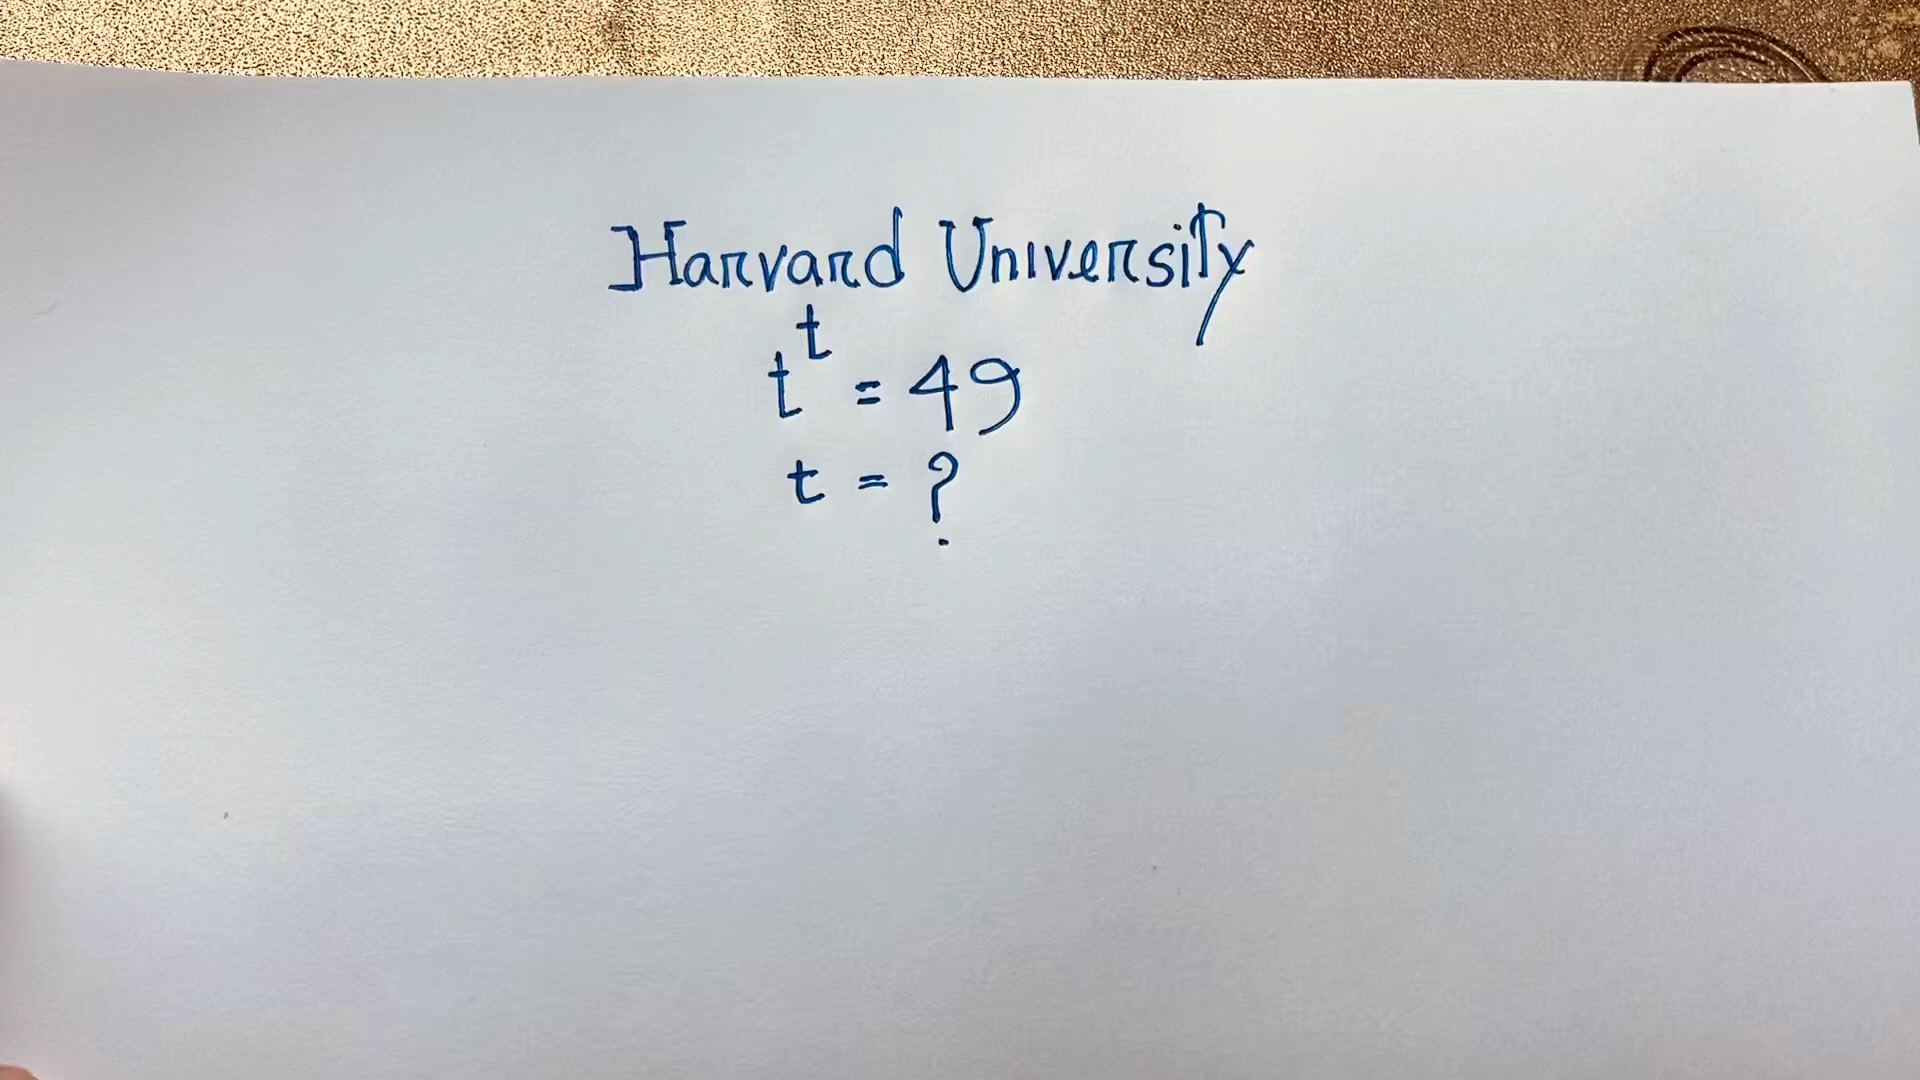 Harvard University
t^t = 49
t = ?